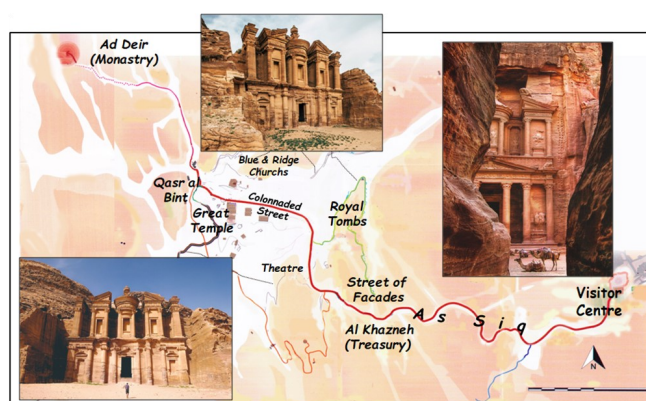 Ad Deir
(Monastry)
Blue & Ridge
Churchs
Qasr al
Bint
Great
Temple
Colonnaded
Street
Royal
Tombs
Theatre
Street of
Facades
Al Khazneh
(Treasury)
As Siq
Visitor
Centre
N